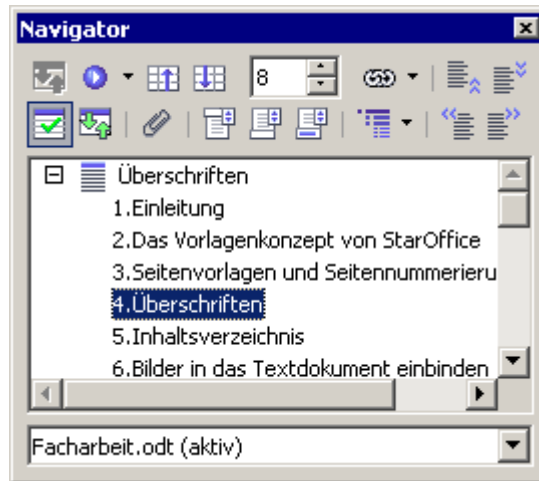 Navigator
8
Überschriften
1.Einleitung
2.Das Vorlagenkonzept von StarOffice
3.Seitenvorlagen und Seitennummerieru
4.Überschriften
5.Inhaltsverzeichnis
6.Bilder in das Textdokument einbinden
Facharbeit.odt (aktiv)